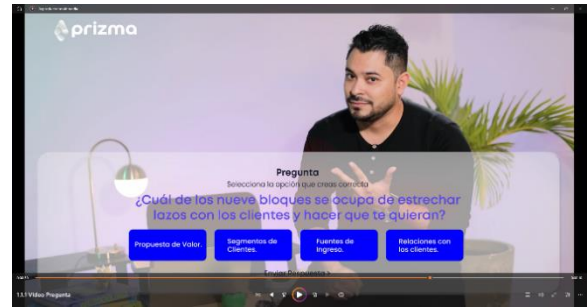 prizma
Pregunta
Selecciona la opción que creas correcta
¿Cuál de los nueve bloques se ocupa de estrechar
lazos con los clientes y hacer que te quieran?
Propuesta de Valor.
Segmentos de
Clientes.
Fuentes de
Ingreso.
Relaciones con
los clientes.
Enviar Respuesta >
1.1.1 Video Pregunta